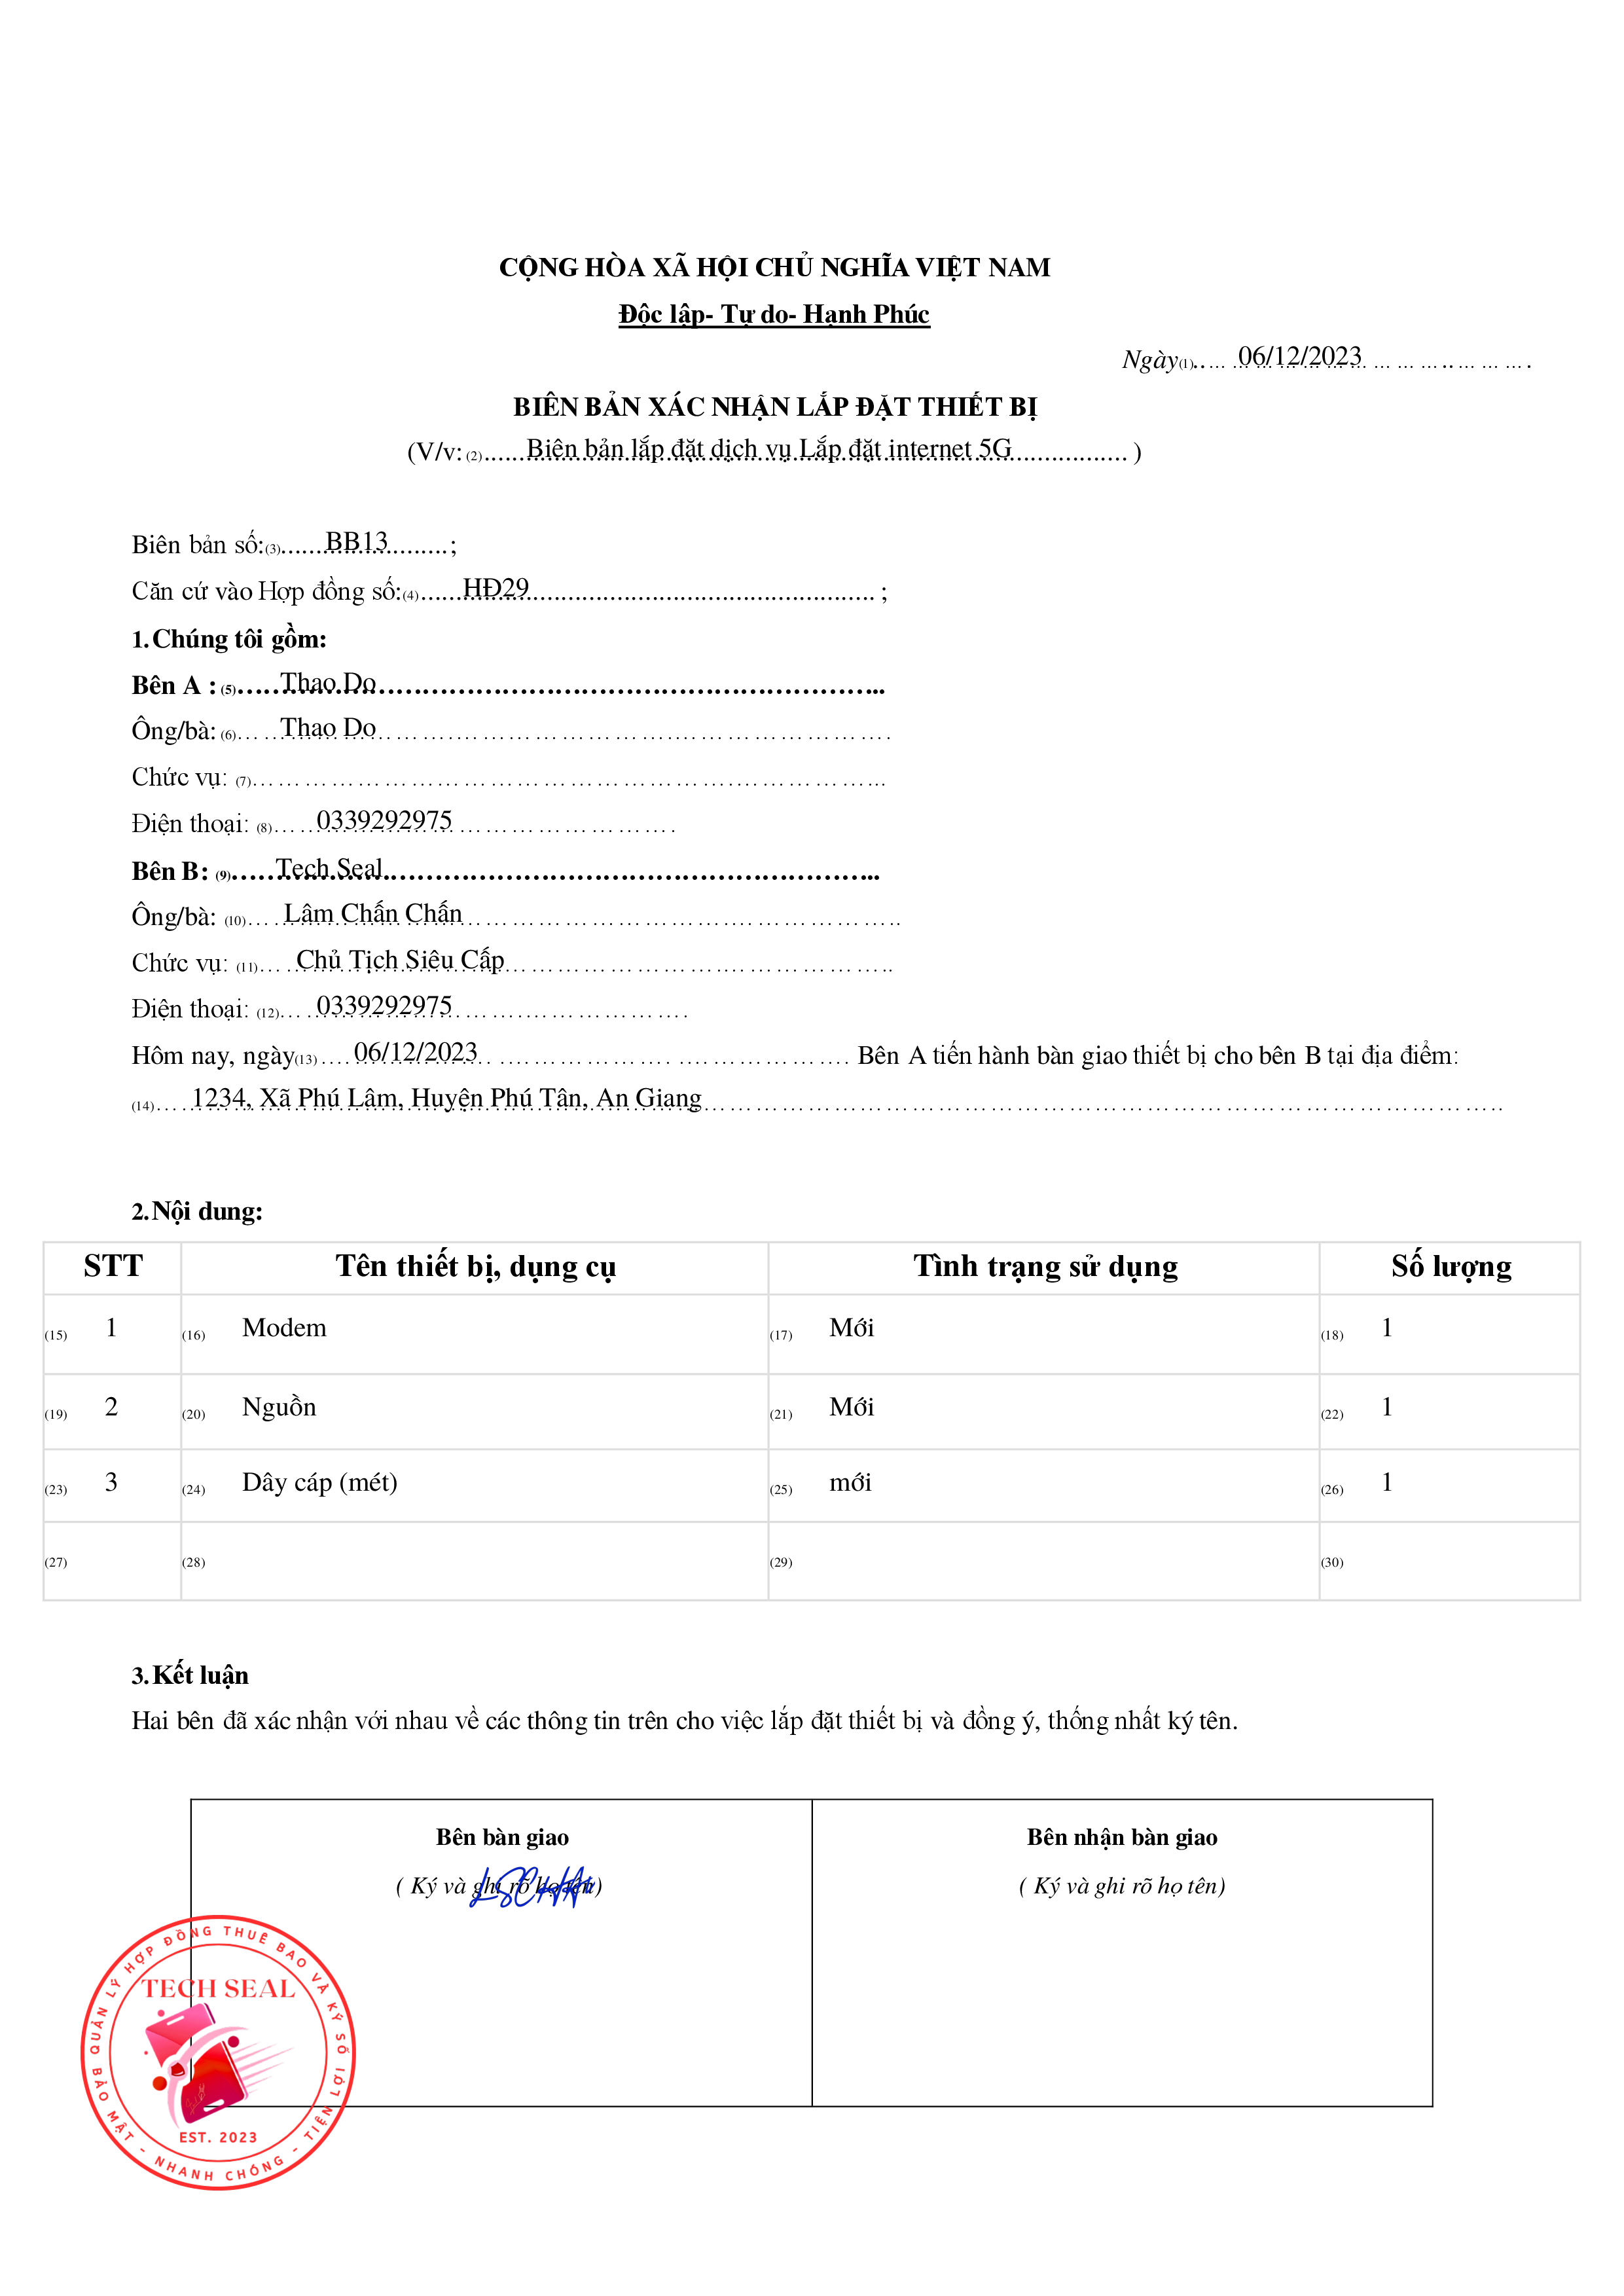 CỘNG HÒA XÃ HỘI CHỦ NGHĨA VIỆT NAM
Độc lập- Tự do- Hạnh Phúc
Ngày(1) 06/12/2023
BIÊN BẢN XÁC NHẬN LẮP ĐẶT THIẾT BỊ
(V/v: (2) Biên bản lắp đặt dịch vụ Lắp đặt internet 5G )
Biên bản số:(3) BB13 ;
Căn cứ vào Hợp đồng số:(4) HĐ29 ;
1. Chúng tôi gồm:
Bên A : (5) Thao Do
Ông/bà: (6) Thao Do
Chức vụ: (7)
Điện thoại: (8) 0339292975
Bên B: (9) Tech Seal
Ông/bà: (10) Lâm Chấn Chấn
Chức vụ: (11) Chủ Tịch Siêu Cấp
Điện thoại: (12) 0339292975
Hôm nay, ngày(13) 06/12/2023 Bên A tiến hành bàn giao thiết bị cho bên B tại địa điểm:
(14) 1234, Xã Phú Lâm, Huyện Phú Tân, An Giang
2. Nội dung:
STT Tên thiết bị, dụng cụ Tình trạng sử dụng Số lượng
(15) 1 (16) Modem (17) Mới (18) 1
(19) 2 (20) Nguồn (21) Mới (22) 1
(23) 3 (24) Dây cáp (mét) (25) mới (26) 1
(27) (28) (29) (30)
3. Kết luận
Hai bên đã xác nhận với nhau về các thông tin trên cho việc lắp đặt thiết bị và đồng ý, thống nhất ký tên.
Bên bàn giao Bên nhận bàn giao
( Ký và ghi rõ họ tên) ( Ký và ghi rõ họ tên)
QUẢN LÝ HỢP ĐỒNG THUÊ BAO VÀ KÝ SỐ
TECH SEAL
EST. 2023
BẢO MẬT - NHANH CHÓNG - TIỆN LỢI